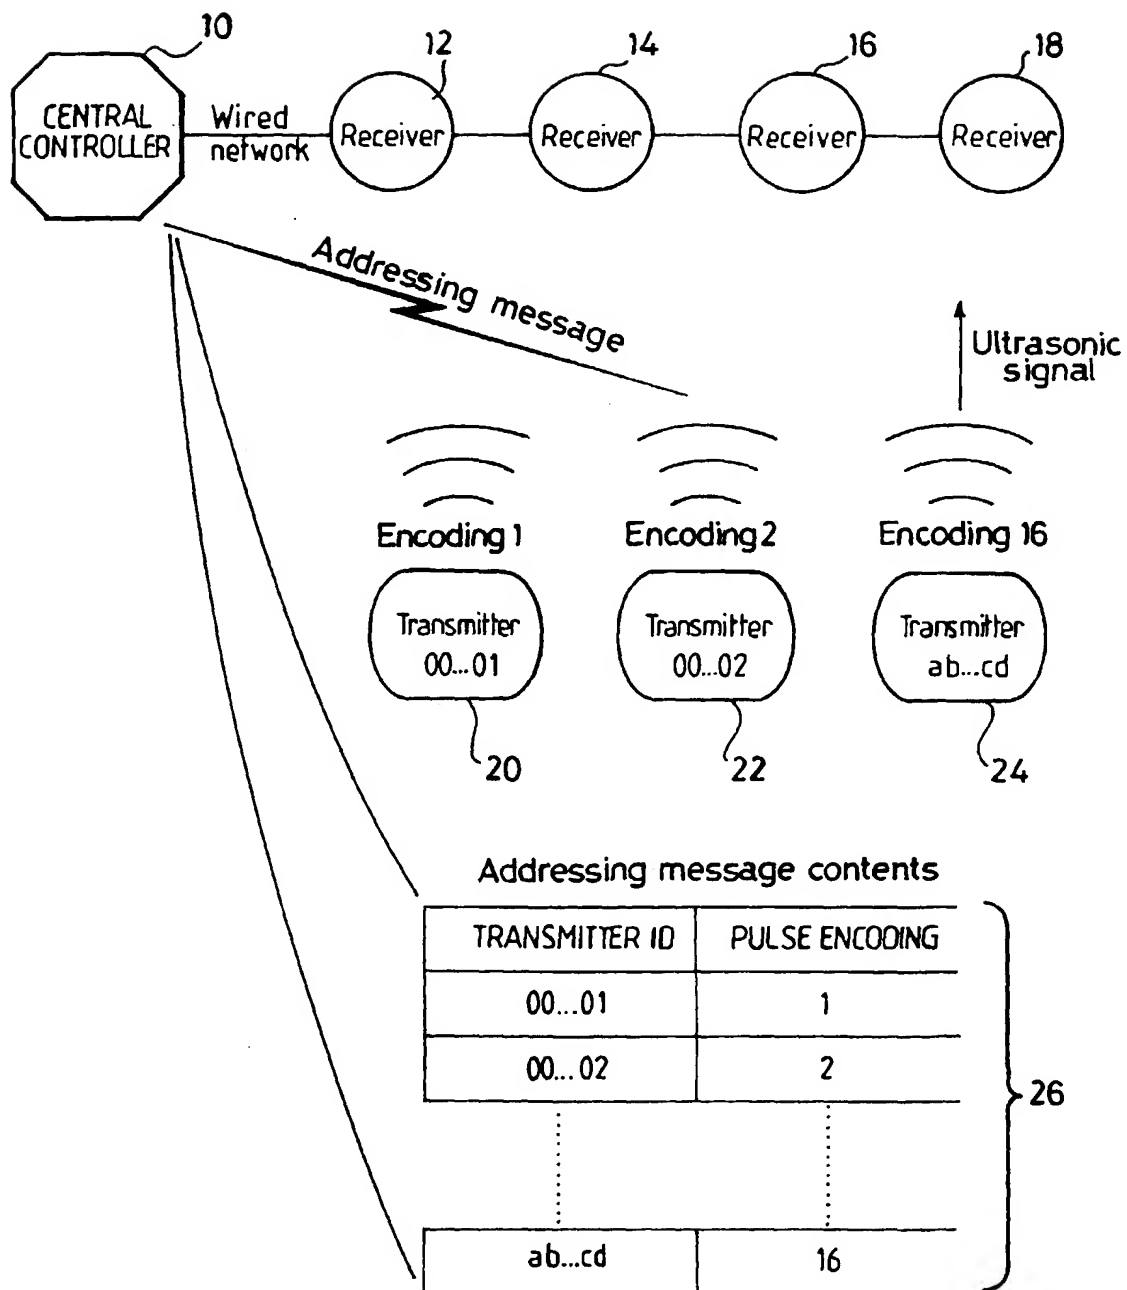 10
12
14
16
18
CENTRAL
CONTROLLER
Wired
network
Receiver
Receiver
Receiver
Receiver
Addressing message
Ultrasonic
signal
Encoding 1
Encoding 2
Encoding 16
Transmitter
00...01
Transmitter
00...02
Transmitter
ab...cd
20
22
24
Addressing message contents
TRANSMITTER ID PULSE ENCODING
00...01 1
00...02 2
26
ab...cd 16